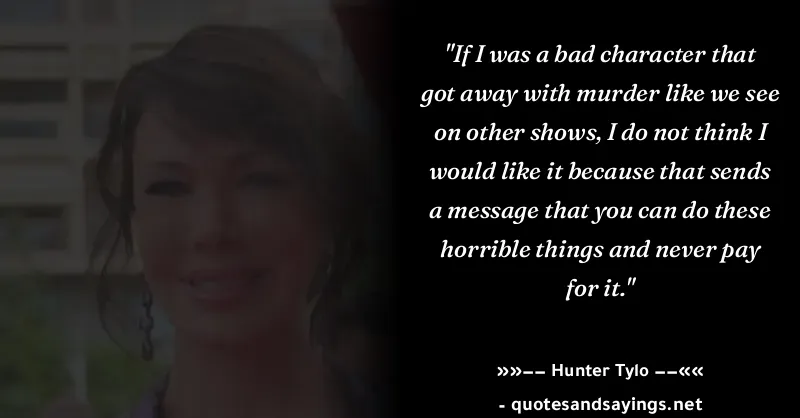 "If I was a bad character that
got away with murder like we see
on other shows, I do not think I
would like it because that sends
a message that you can do these
horrible things and never pay
for it."
»»―― Hunter Tylo ――««
- quotesandsayings.net